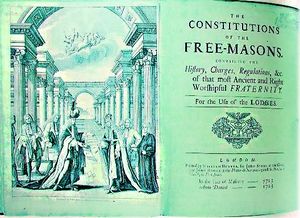 THE
CONSTITUTIONS
OF THE
FREE-MASONS.
CONTAINING THE
History, Charges, Regulations, &c.
of that most Ancient and Right
Worshipful FRATERNITY.
For the Use of the LODGES.
LONDON
In the Year of Masonry 5723
Anno Domini 1723